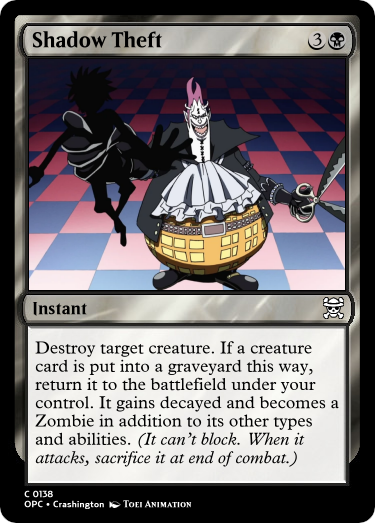 Shadow Theft 3
Instant
Destroy target creature. If a creature
card is put into a graveyard this way,
return it to the battlefield under your
control. It gains decayed and becomes a
Zombie in addition to its other types
and abilities. (It can't block. When it
attacks, sacrifice it at end of combat.)
C 0138
OPC • Crashington Toei Animation